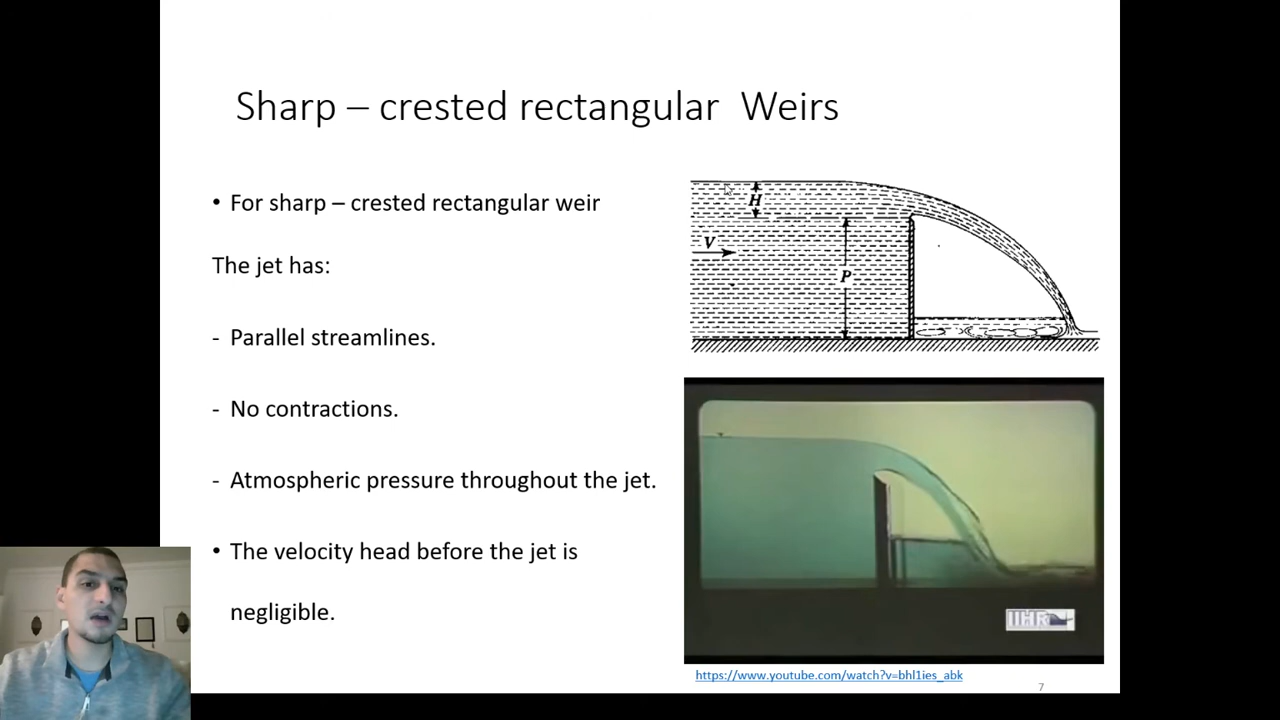 Sharp – crested rectangular Weirs
• For sharp – crested rectangular weir
The jet has:
- Parallel streamlines.
- No contractions.
- Atmospheric pressure throughout the jet.
• The velocity head before the jet is
negligible.
H
V
P
IIHR
https://www.youtube.com/watch?v=bhl1ies_abk
7